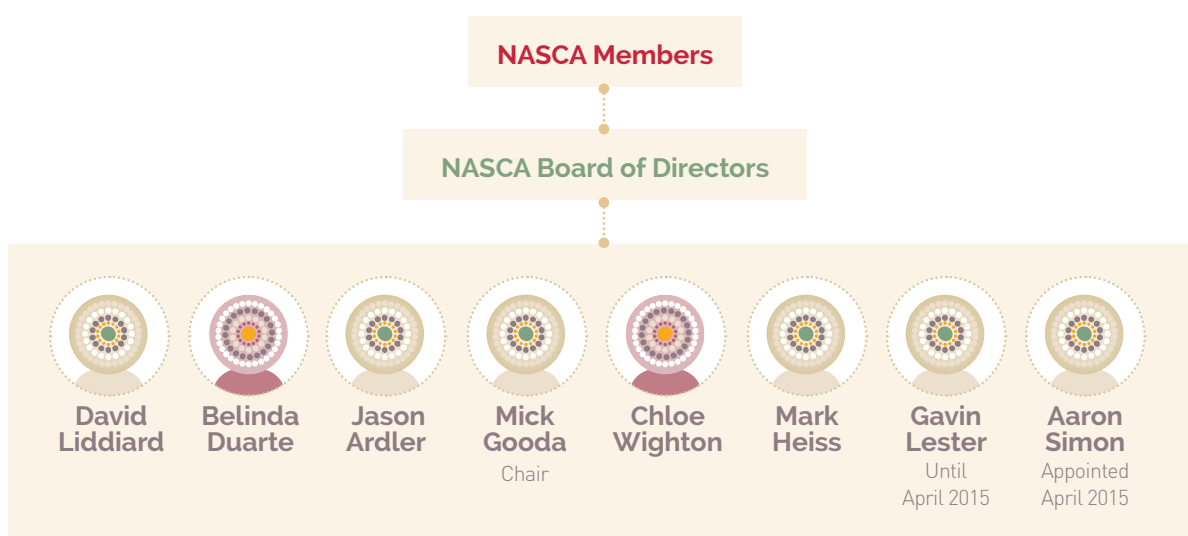 NASCA Members
NASCA Board of Directors
David
Liddiard
Belinda
Duarte
Jason
Ardler
Mick
Gooda
Chair
Chloe
Wighton
Mark
Heiss
Gavin
Lester
Until
April 2015
Aaron
Simon
Appointed
April 2015